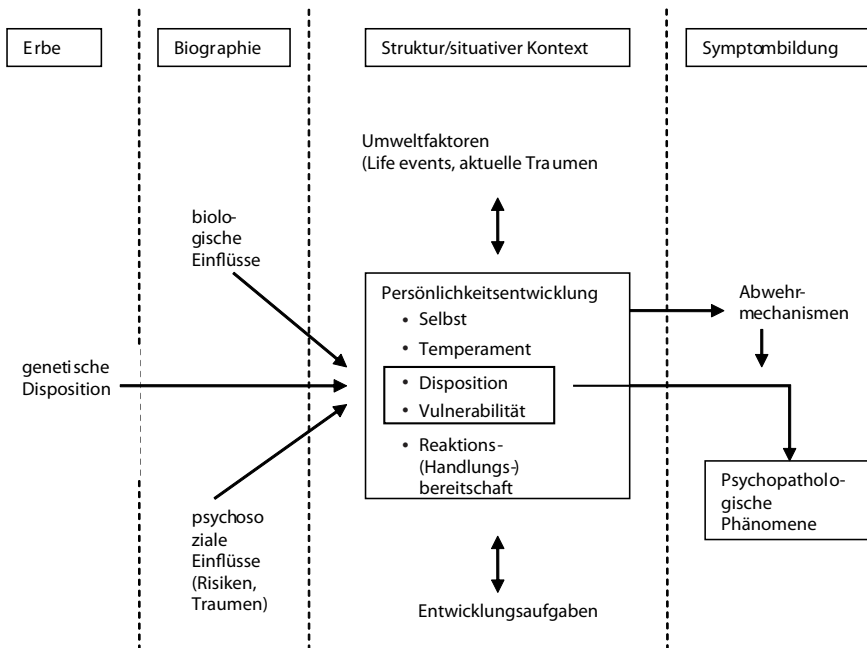 Erbe
Biographie
Struktur/situativer Kontext
Symptombildung
Umweltfaktoren
(Life events, aktuelle Traumen
biolo-
gische
Einflüsse
genetische
Disposition
psychoso
ziale
Einflüsse
(Risiken,
Traumen)
Persönlichkeitsentwicklung
• Selbst
• Temperament
• Disposition
• Vulnerabilität
• Reaktions-
(Handlungs-)
bereitschaft
Entwicklungsaufgaben
Abwehr-
mechanismen
Psychopatholo-
gische
Phänomene